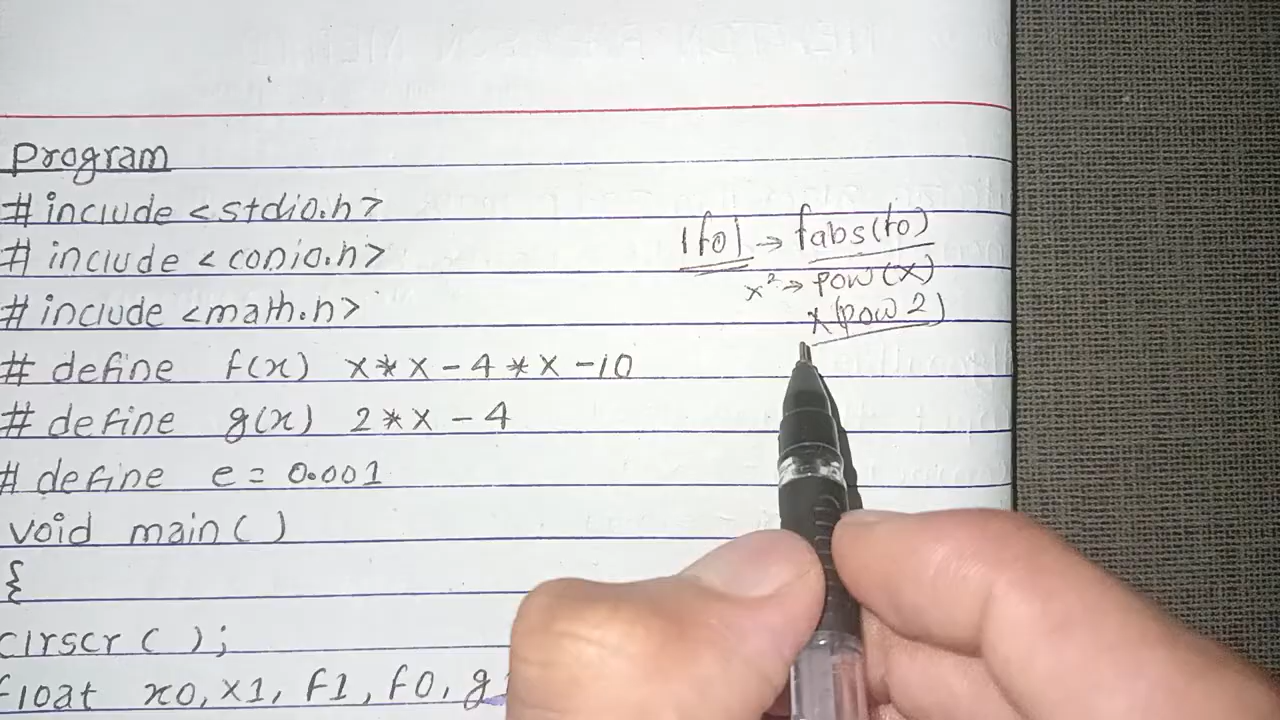 Program
# include <stdio.h>
# include <conio.h>
# include <math.h>
|f0| → fabs(f0)
x² → pow(x)
x(pow 2)
# define f(x) x*x-4*x-10
# define g(x) 2*x-4
# define e = 0.001
void main()
{
clrscr();
float x0, x1, f1, f0, g